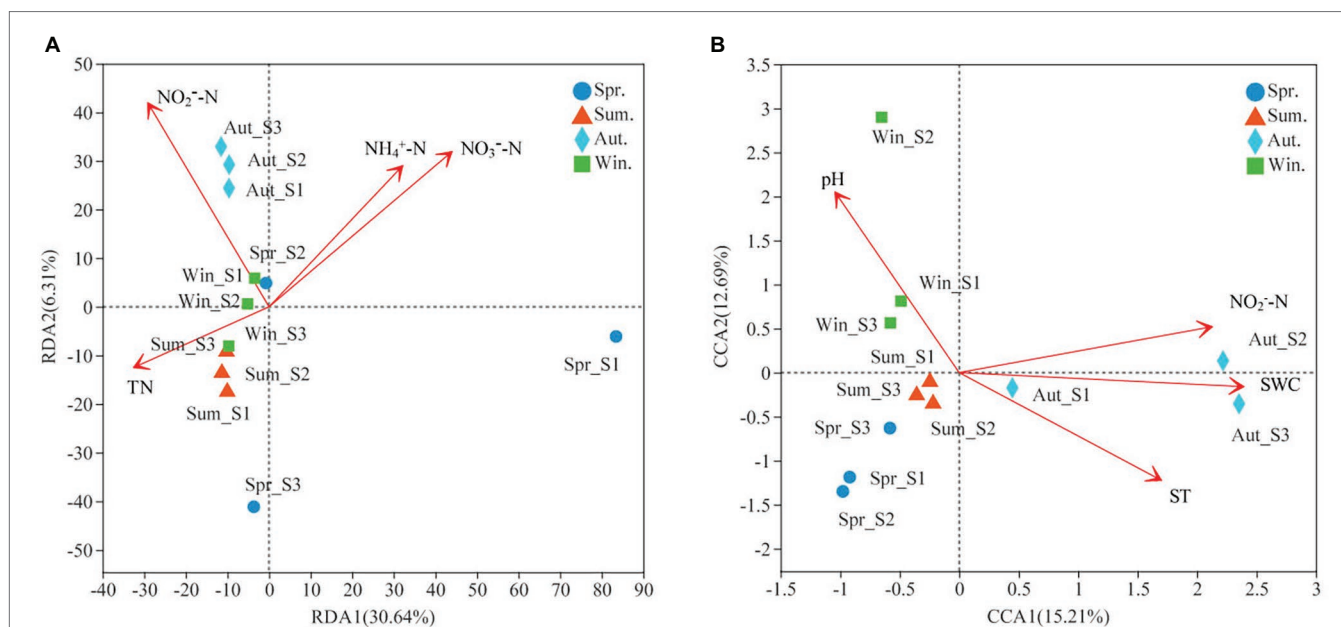 A
50
40
30
20
10
0
-10
-20
-30
-40
-50
RDA2(6.31%)
-40 -30 -20 -10 0 10 20 30 40 50 60 70 80 90
RDA1(30.64%)
Spr.
Sum.
Aut.
Win.
NO₂⁻-N
Aut_S3
Aut_S2
Aut_S1
NH₄⁺-N
NO₃⁻-N
Spr_S2
Win_S1
Win_S2
Win_S3
Sum_S3
Sum_S2
TN
Sum_S1
Spr_S1
Spr_S3
B
3.5
3
2.5
2
1.5
1
0.5
0
-0.5
-1
-1.5
-2
CCA2(12.69%)
-1.5 -1 -0.5 0 0.5 1 1.5 2 2.5
CCA1(15.21%)
Spr.
Sum.
Aut.
Win.
Win_S2
pH
Win_S1
Win_S3
NO₂⁻-N
Aut_S2
Sum_S1
SWC
Sum_S3
Aut_S1
Spr_S3
Sum_S2
Aut_S3
Spr_S1
ST
Spr_S2